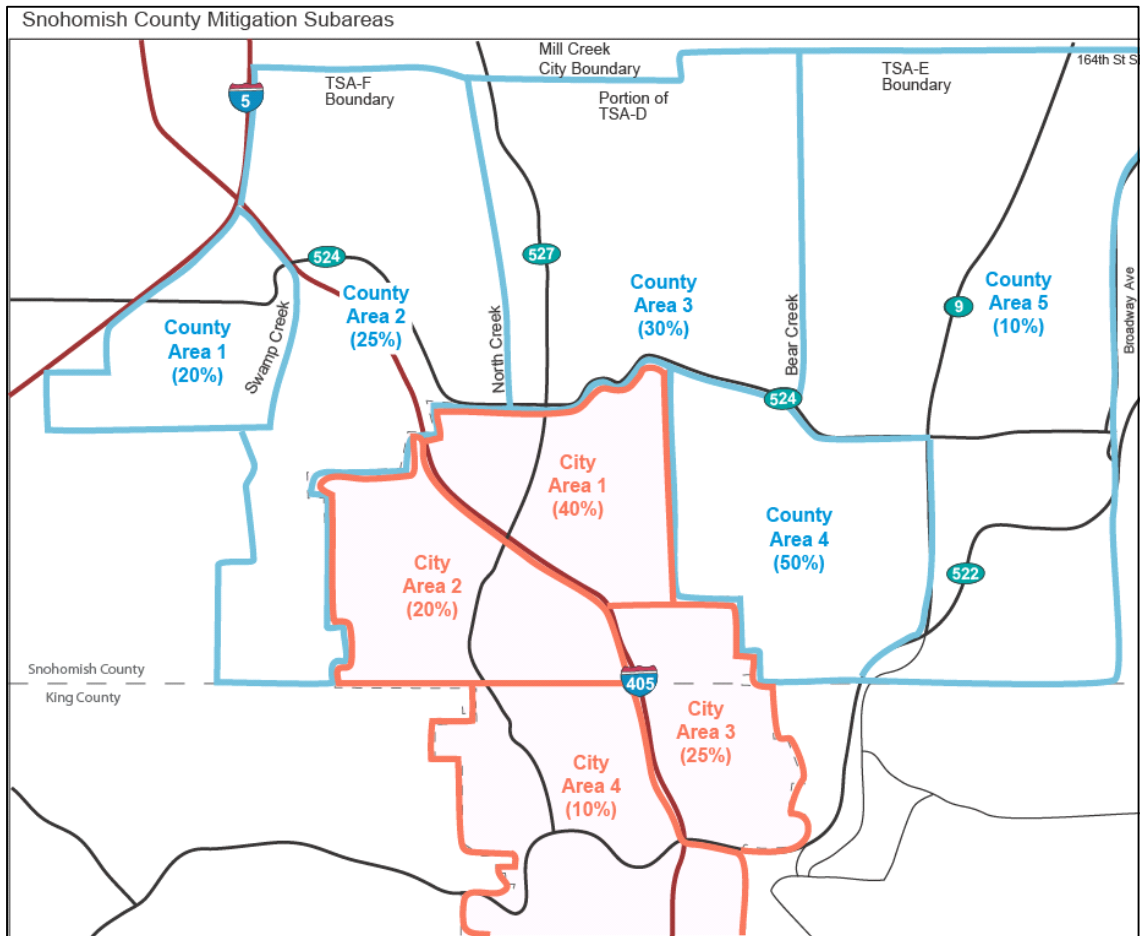 Snohomish County Mitigation Subareas
Mill Creek
City Boundary
164th St S
TSA-F
Boundary
TSA-E
Boundary
Portion of
TSA-D
5
524
527
County
Area 3
(30%)
County
Area 2
(25%)
County
Area 5
(10%)
9
Broadway Ave
County
Area 1
(20%)
Swamp Creek
North Creek
Bear Creek
524
City
Area 1
(40%)
County
Area 4
(50%)
City
Area 2
(20%)
522
Snohomish County
King County
405
City
Area 3
(25%)
City
Area 4
(10%)